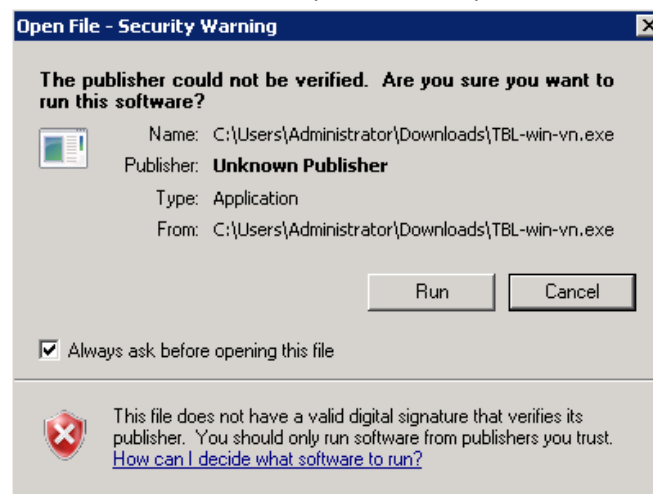 Open File - Security Warning
The publisher could not be verified. Are you sure you want to
run this software?
Name: C:\Users\Administrator\Downloads\TBL-win-vn.exe
Publisher: Unknown Publisher
Type: Application
From: C:\Users\Administrator\Downloads\TBL-win-vn.exe
Run Cancel
Always ask before opening this file
This file does not have a valid digital signature that verifies its
publisher. You should only run software from publishers you trust.
How can I decide what software to run?